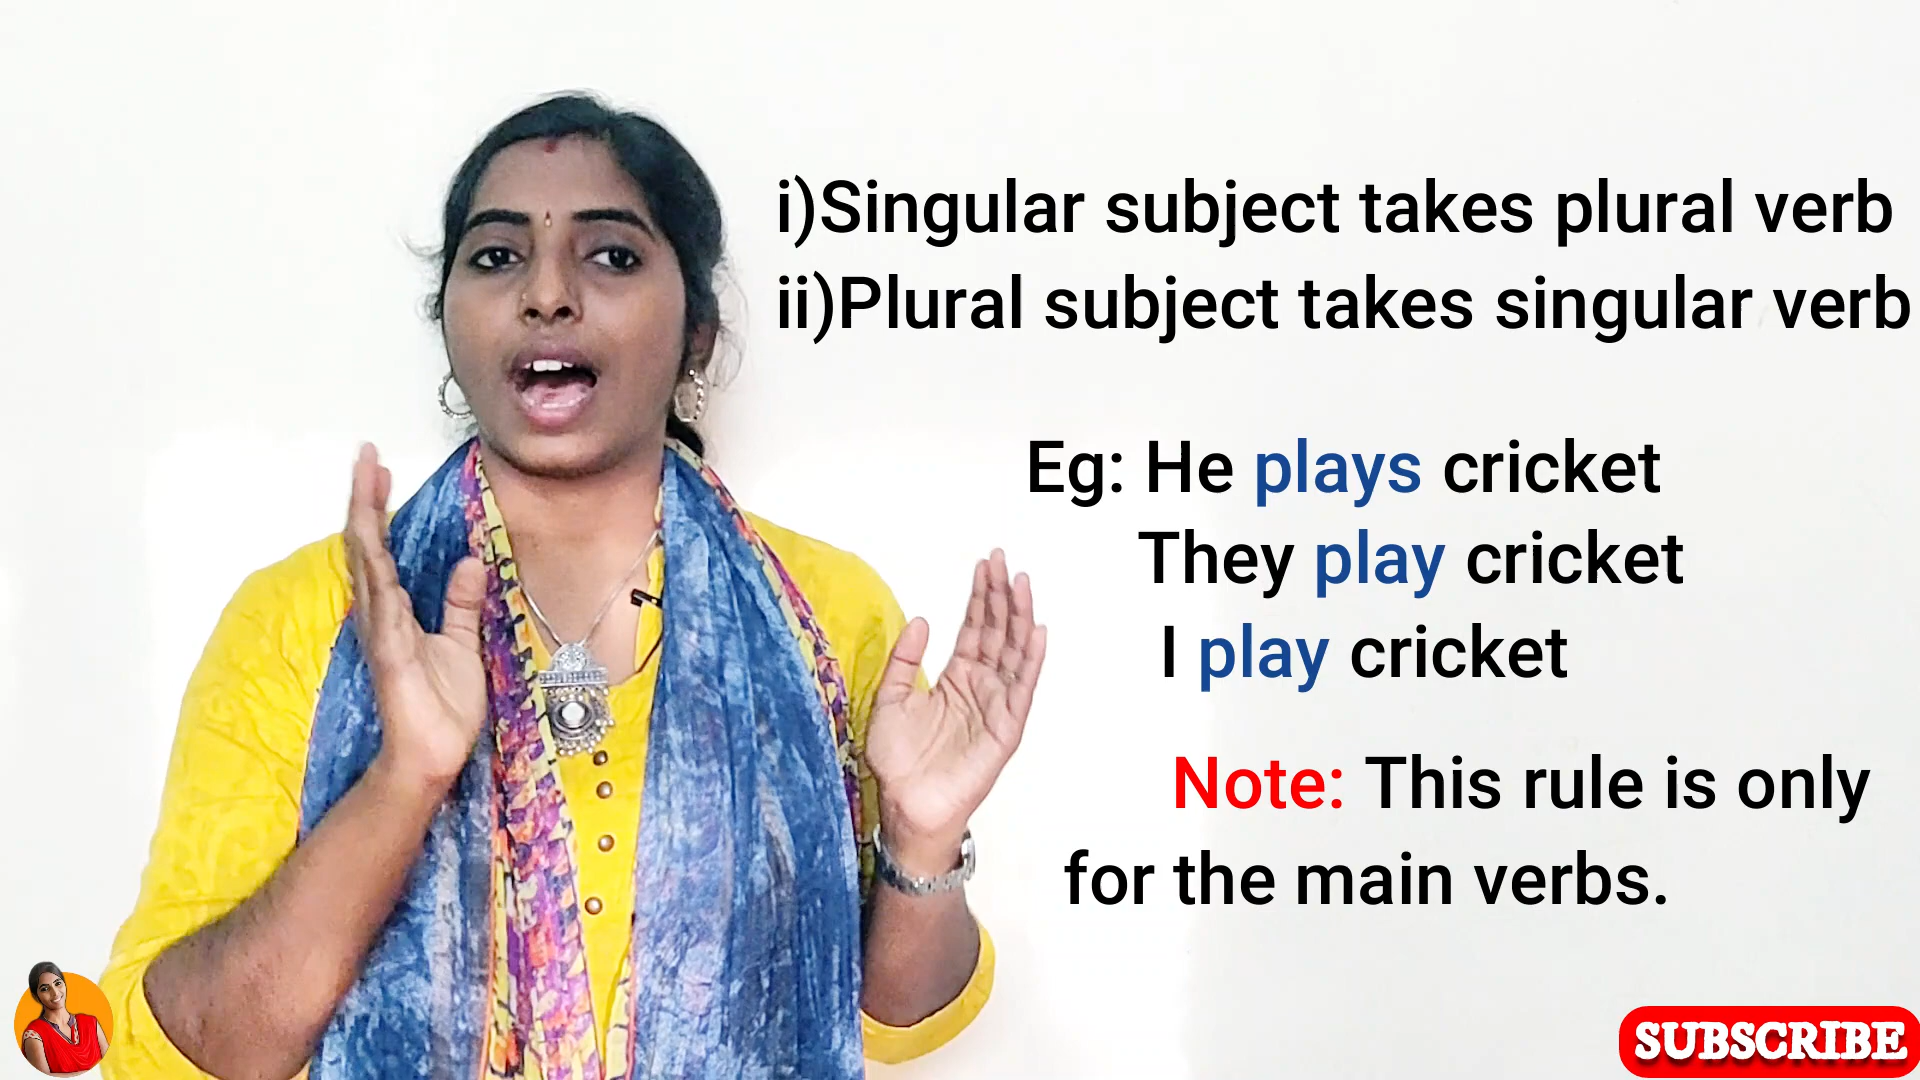 i)Singular subject takes plural verb
ii)Plural subject takes singular verb
Eg: He plays cricket
They play cricket
I play cricket
Note: This rule is only
for the main verbs.
SUBSCRIBE